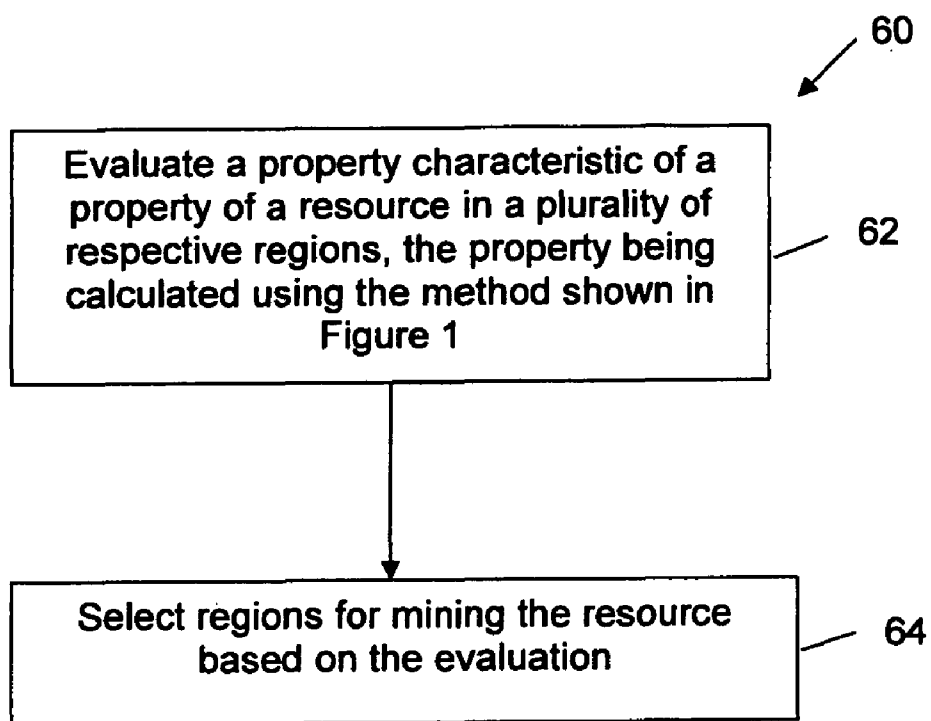 60
Evaluate a property characteristic of a
property of a resource in a plurality of
respective regions, the property being
calculated using the method shown in
Figure 1
62
Select regions for mining the resource
based on the evaluation
64